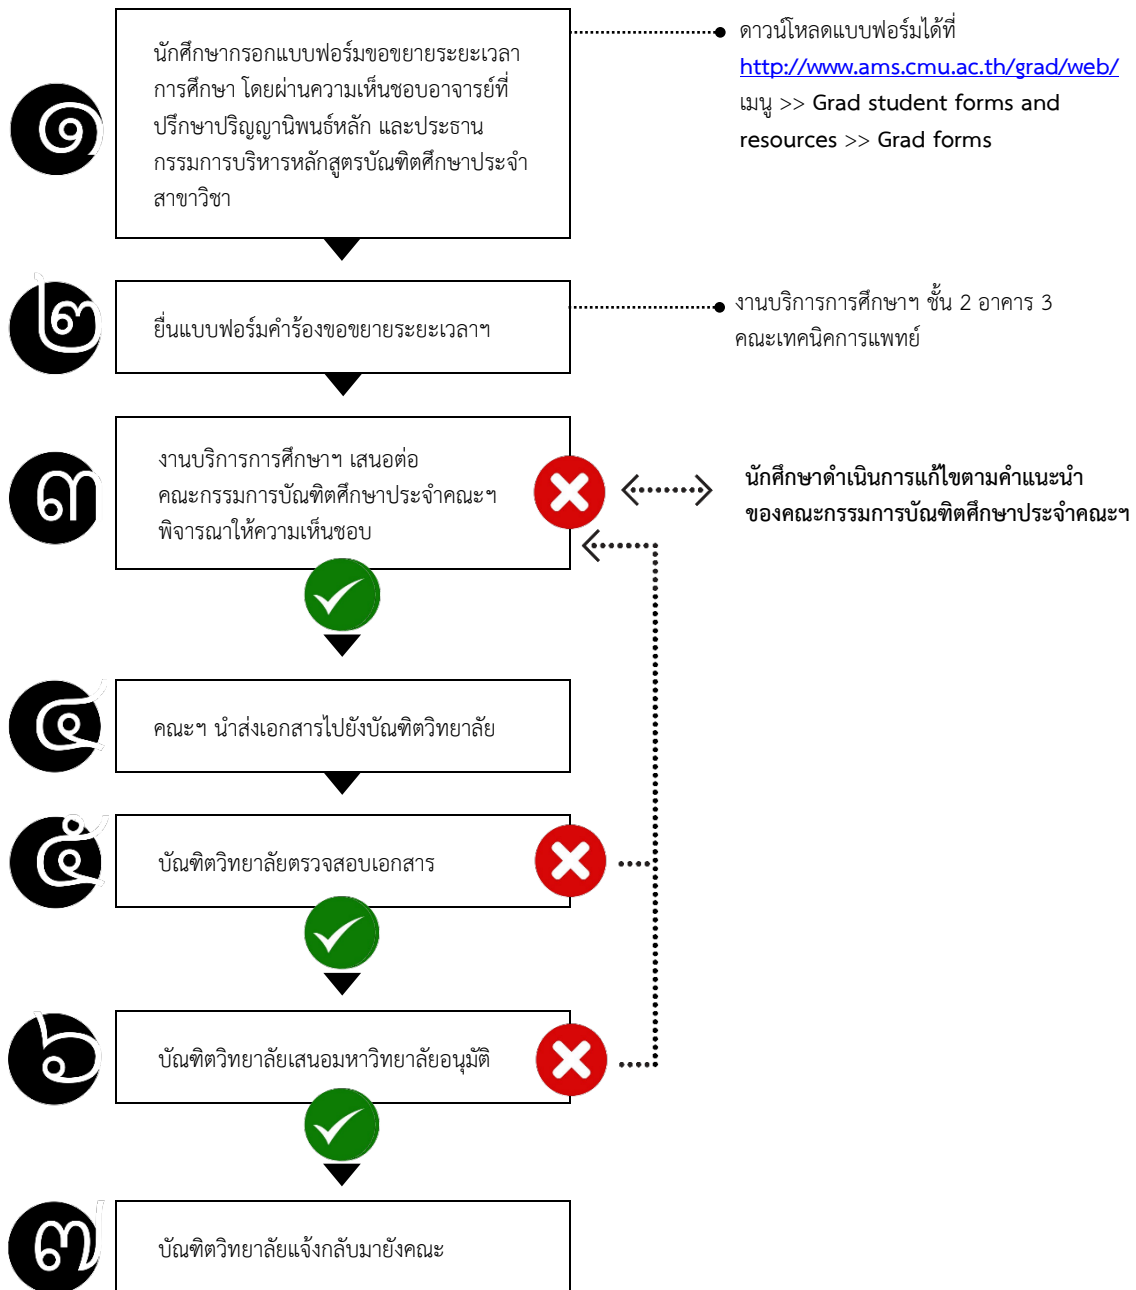 ๑
นักศึกษากรอกแบบฟอร์มขอขยายระยะเวลา
การศึกษา โดยผ่านความเห็นชอบอาจารย์ที่
ปรึกษาปริญญานิพนธ์หลัก และประธาน
กรรมการบริหารหลักสูตรบัณฑิตศึกษาประจำ
สาขาวิชา
ดาวน์โหลดแบบฟอร์มได้ที่
http://www.ams.cmu.ac.th/grad/web/
เมนู >> Grad student forms and
resources >> Grad forms
๒
ยื่นแบบฟอร์มคำร้องขอขยายระยะเวลาฯ
งานบริการการศึกษาฯ ชั้น 2 อาคาร 3
คณะเทคนิคการแพทย์
๓
งานบริการการศึกษาฯ เสนอต่อ
คณะกรรมการบัณฑิตศึกษาประจำคณะฯ
พิจารณาให้ความเห็นชอบ
นักศึกษาดำเนินการแก้ไขตามคำแนะนำ
ของคณะกรรมการบัณฑิตศึกษาประจำคณะฯ
๔
คณะฯ นำส่งเอกสารไปยังบัณฑิตวิทยาลัย
๕
บัณฑิตวิทยาลัยตรวจสอบเอกสาร
๖
บัณฑิตวิทยาลัยเสนอมหาวิทยาลัยอนุมัติ
๗
บัณฑิตวิทยาลัยแจ้งกลับมายังคณะ